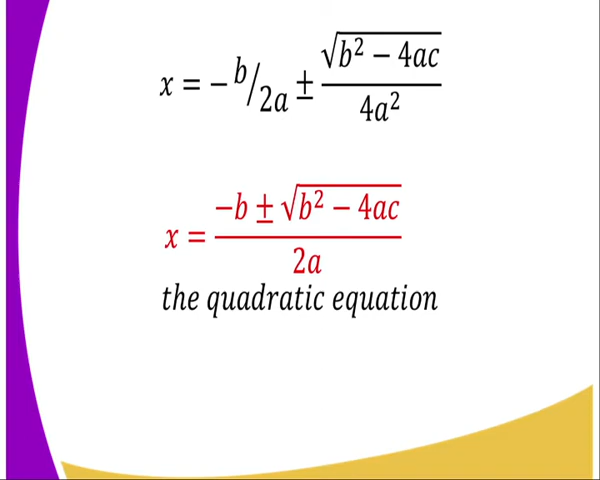 x = − b/2a ± √(b² − 4ac) / 4a²
x = (−b ± √(b² − 4ac)) / 2a
the quadratic equation